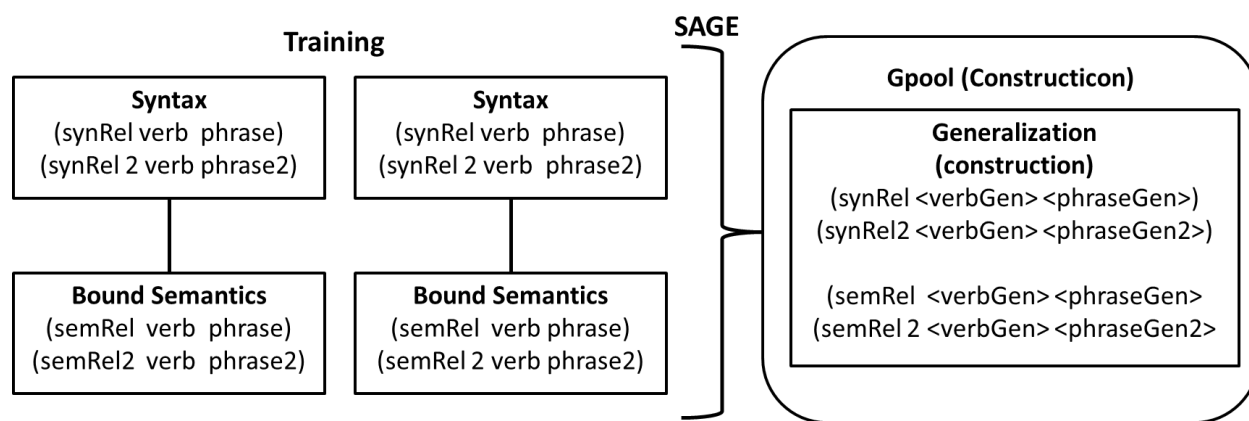 Training
Syntax
(synRel verb phrase)
(synRel 2 verb phrase2)
Bound Semantics
(semRel verb phrase)
(semRel2 verb phrase2)
Syntax
(synRel verb phrase)
(synRel 2 verb phrase2)
Bound Semantics
(semRel verb phrase)
(semRel 2 verb phrase2)
SAGE
Gpool (Constructicon)
Generalization
(construction)
(synRel <verbGen> <phraseGen>)
(synRel2 <verbGen> <phraseGen2>)
(semRel <verbGen> <phraseGen>
(semRel 2 <verbGen> <phraseGen2>